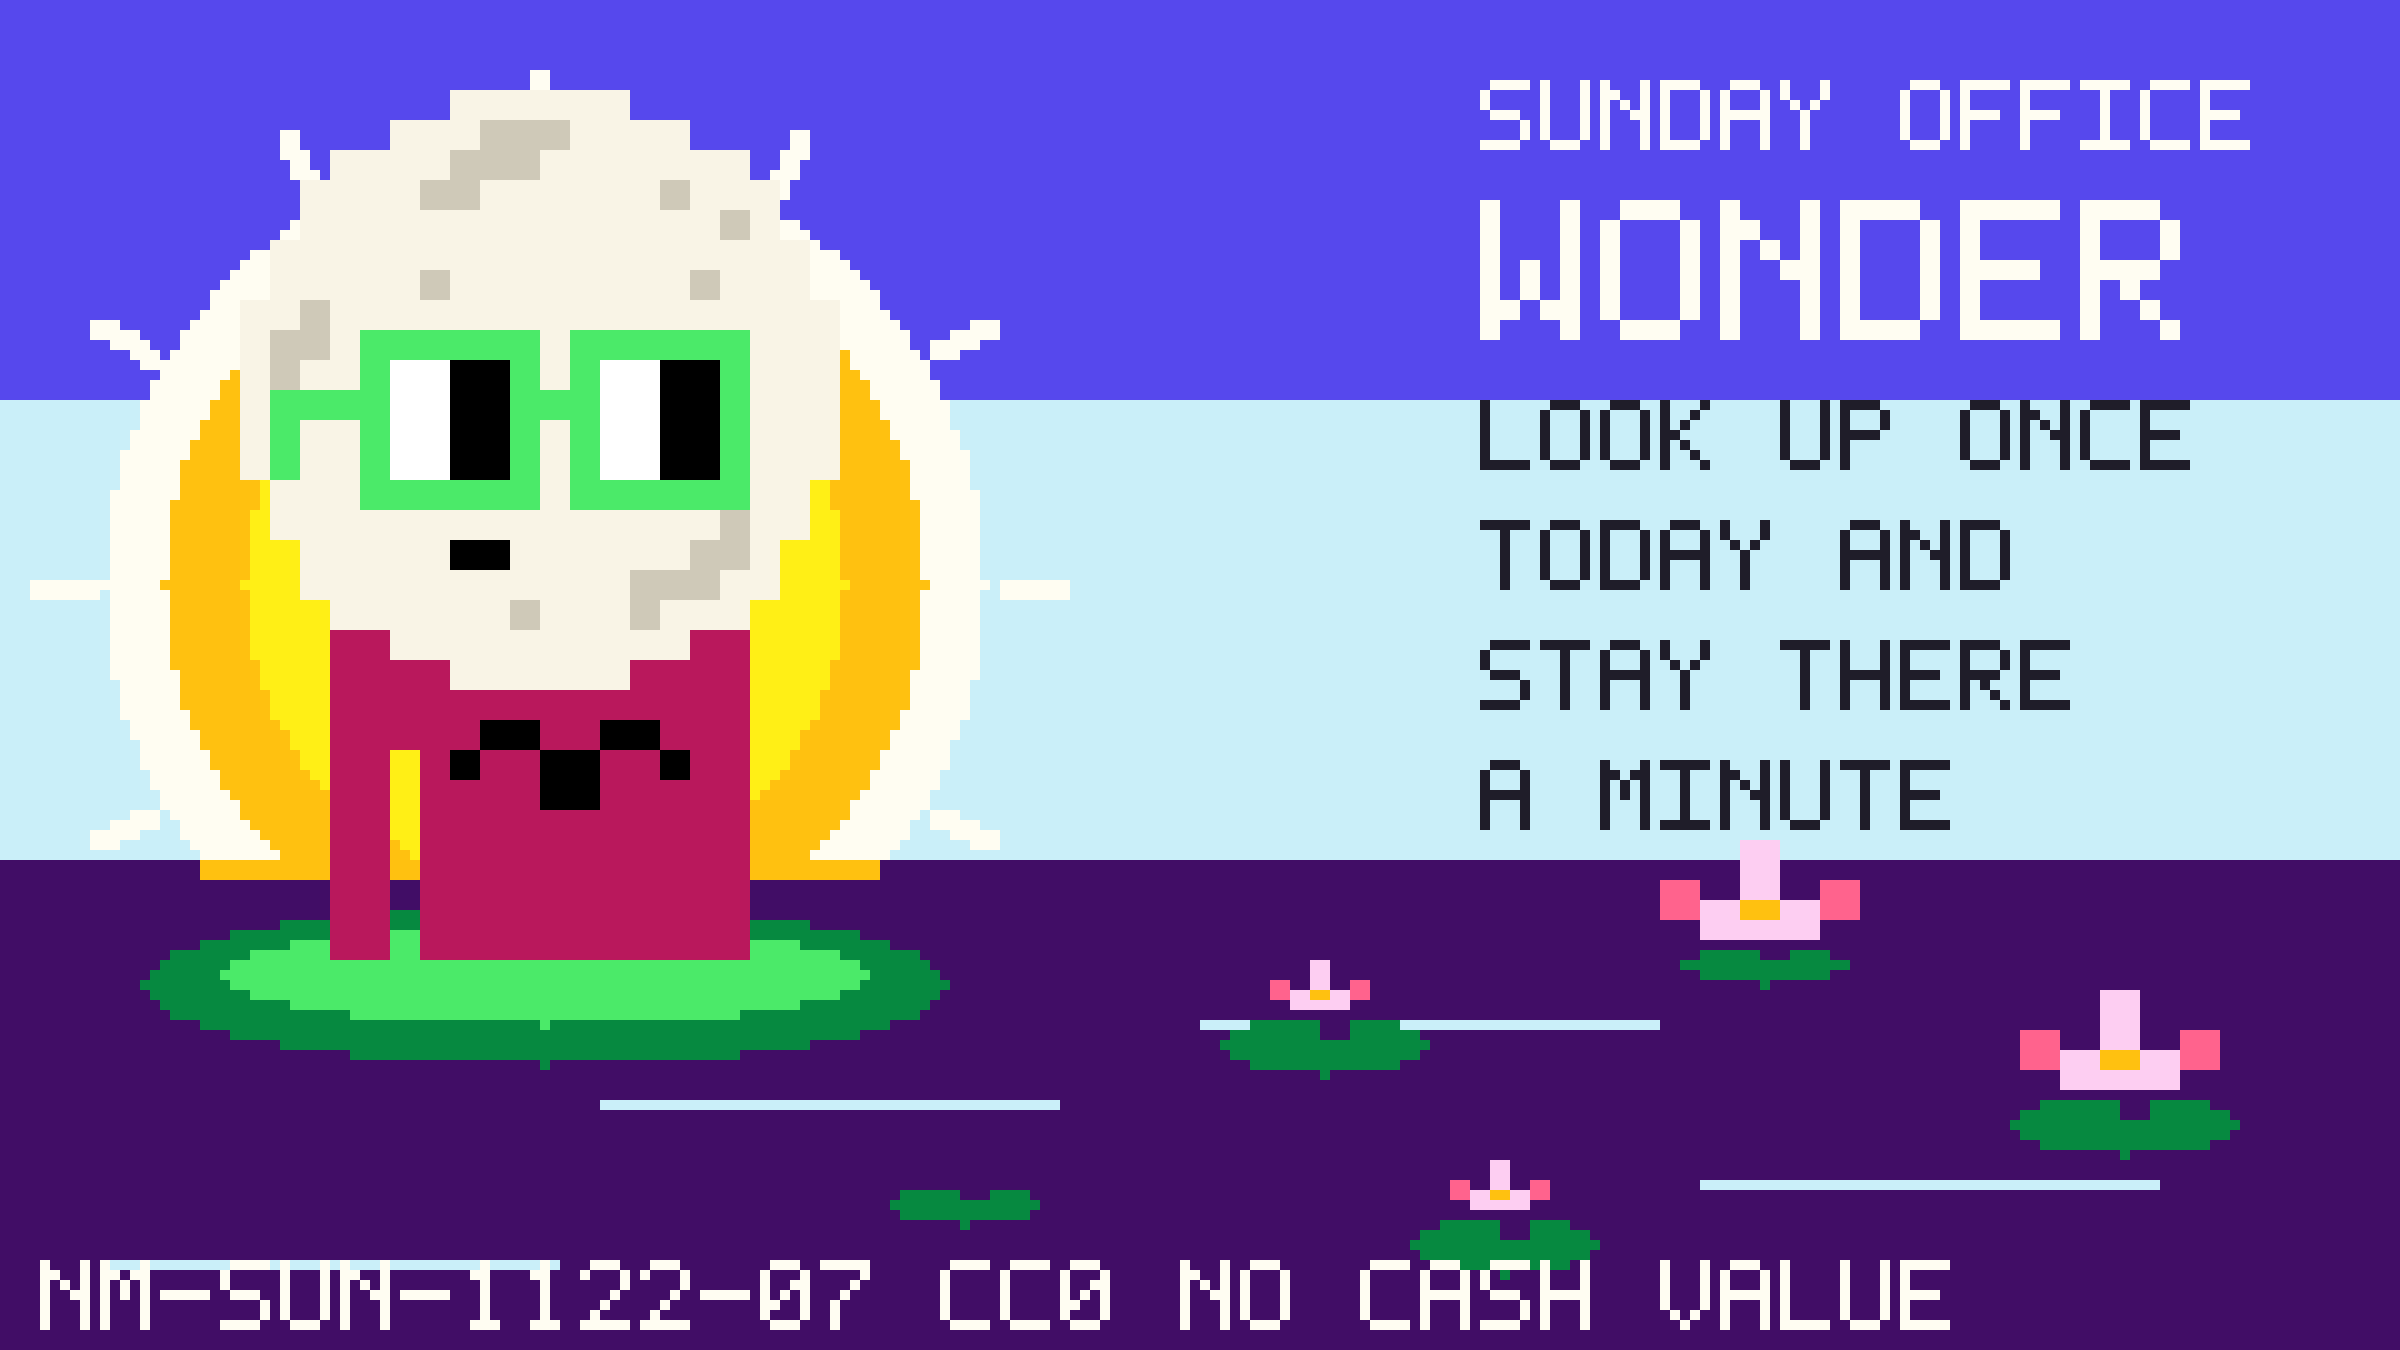 SUNDAY OFFICE
WONDER
LOOK UP ONCE
TODAY AND
STAY THERE
A MINUTE
NM-SUN-1122-07 CC0 NO CASH VALUE